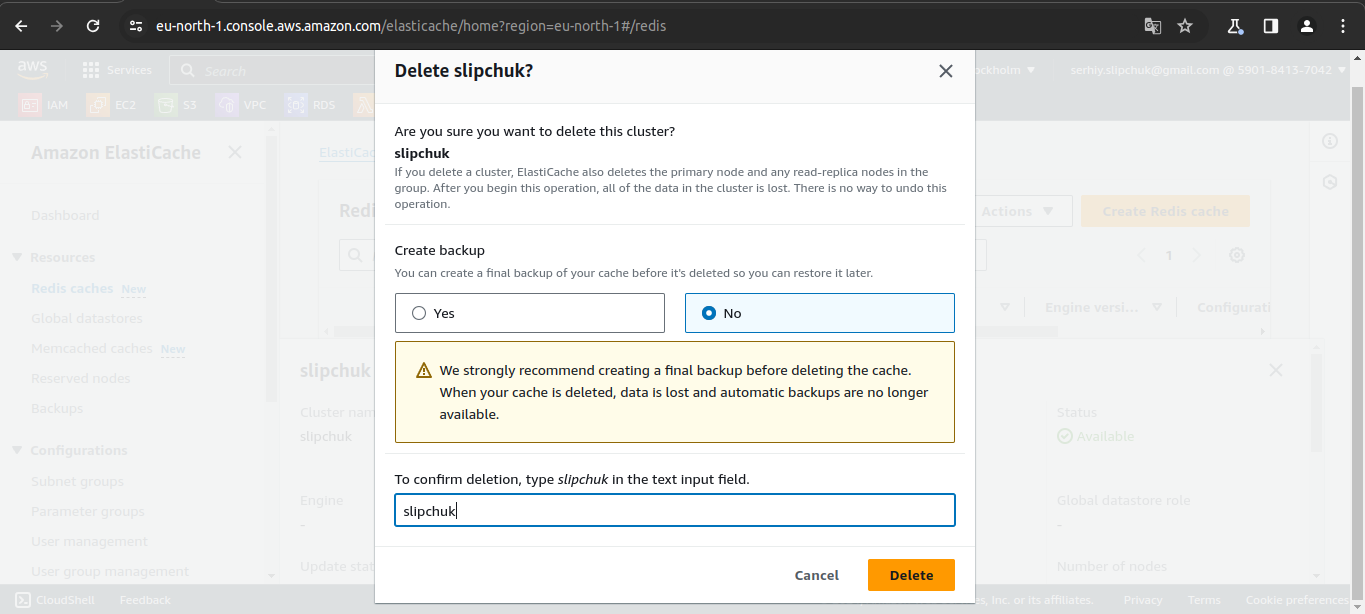 eu-north-1.console.aws.amazon.com/elasticache/home?region=eu-north-1#/redis
aws
Services
Search
serhiy.slipchuk@gmail.com @ 5901-8413-7042
IAM
EC2
S3
VPC
RDS
Amazon ElastiCache
Dashboard
Resources
Redis caches New
Global datastores
Memcached caches New
Reserved nodes
Backups
Configurations
Subnet groups
Parameter groups
User management
User group management
Actions
Create Redis cache
1
Engine versi...
Configurati
slipchuk
slipchuk
Status
Available
Engine
-
Global datastore role
-
Number of nodes
Delete slipchuk?
Are you sure you want to delete this cluster?
slipchuk
If you delete a cluster, ElastiCache also deletes the primary node and any read-replica nodes in the
group. After you begin this operation, all of the data in the cluster is lost. There is no way to undo this
operation.
Create backup
You can create a final backup of your cache before it's deleted so you can restore it later.
Yes
No
We strongly recommend creating a final backup before deleting the cache.
When your cache is deleted, data is lost and automatic backups are no longer
available.
To confirm deletion, type slipchuk in the text input field.
slipchuk
Cancel
Delete
CloudShell
Feedback
Inc. or its affiliates.
Privacy
Terms
Cookie preferences